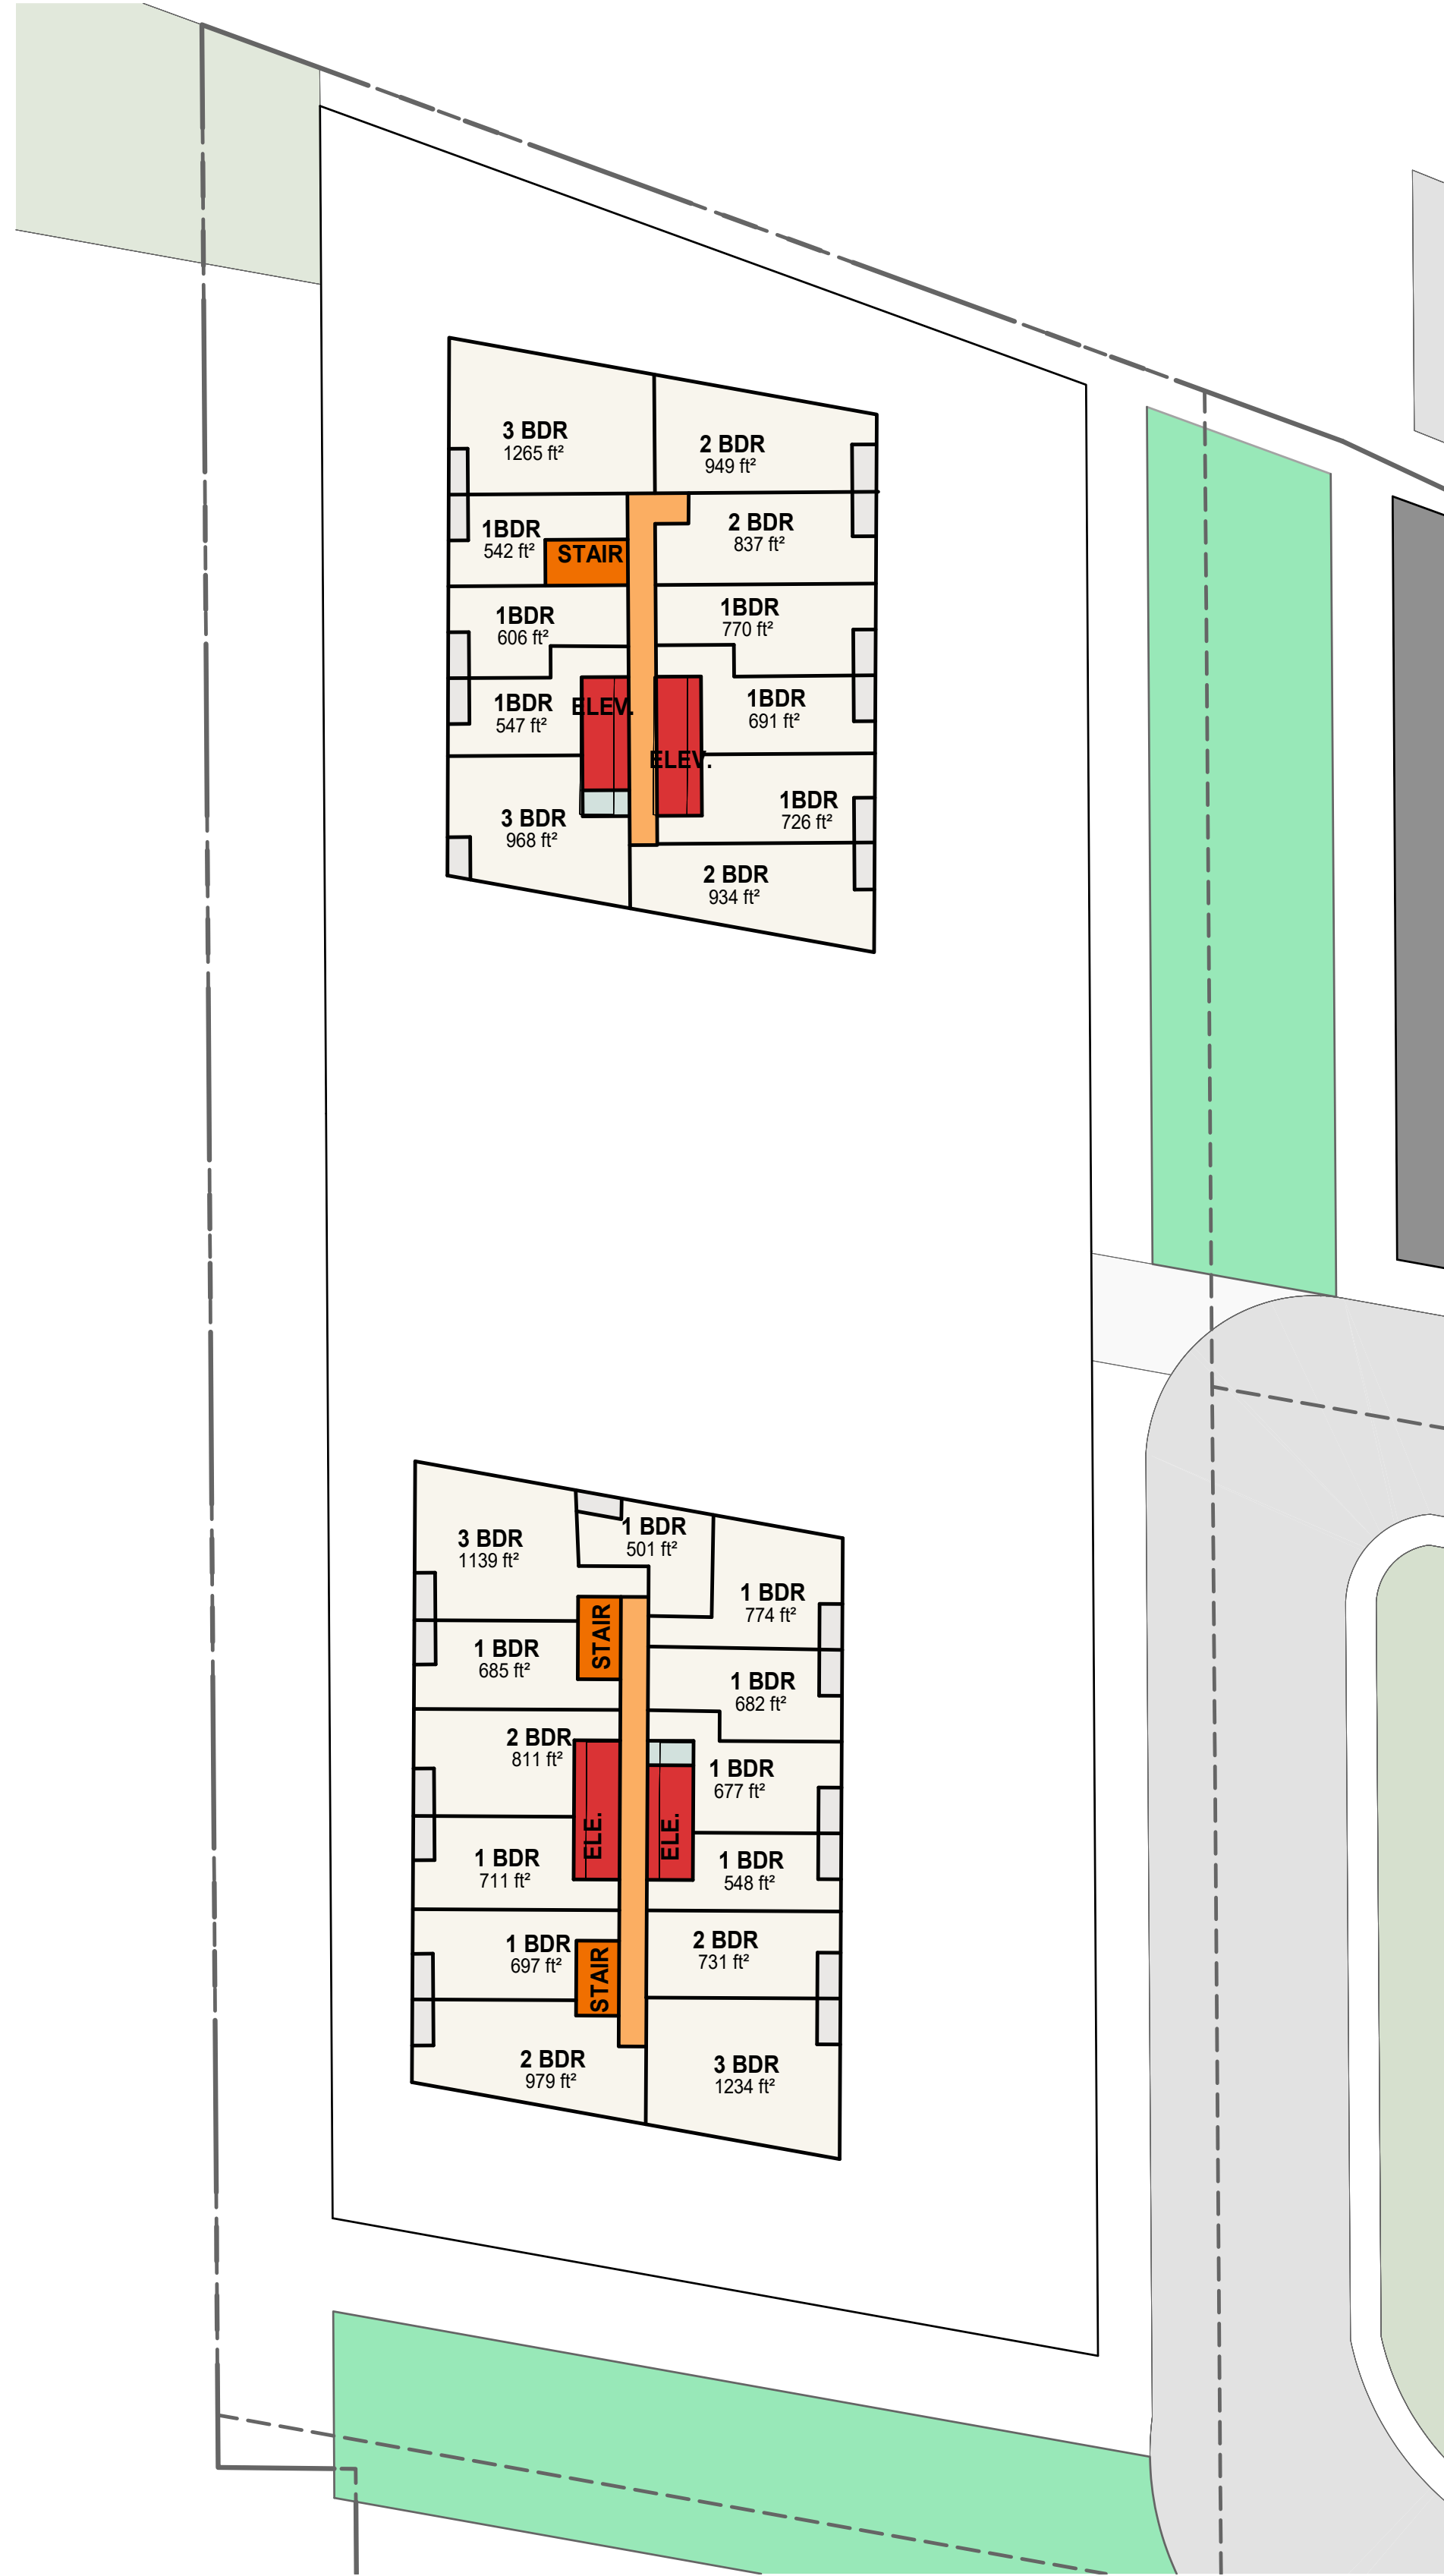 3 BDR
1265 ft²
2 BDR
949 ft²
1BDR
542 ft²
STAIR
2 BDR
837 ft²
1BDR
606 ft²
1BDR
770 ft²
1BDR
547 ft²
ELEV.
1BDR
691 ft²
ELEV.
3 BDR
968 ft²
1BDR
726 ft²
2 BDR
934 ft²
3 BDR
1139 ft²
1 BDR
501 ft²
1 BDR
774 ft²
1 BDR
685 ft²
STAIR
1 BDR
682 ft²
2 BDR
811 ft²
1 BDR
677 ft²
ELE.
ELE.
1 BDR
711 ft²
1 BDR
548 ft²
1 BDR
697 ft²
STAIR
2 BDR
731 ft²
2 BDR
979 ft²
3 BDR
1234 ft²